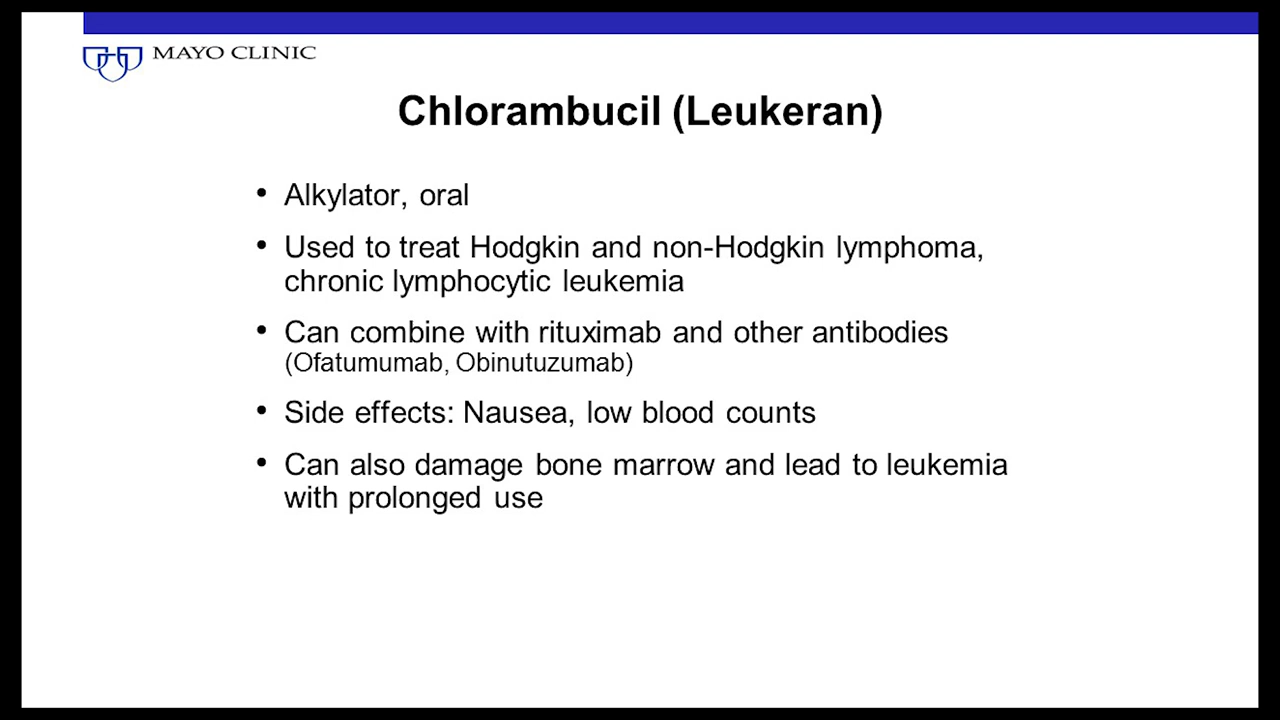 MAYO CLINIC
Chlorambucil (Leukeran)
• Alkylator, oral
• Used to treat Hodgkin and non-Hodgkin lymphoma,
chronic lymphocytic leukemia
• Can combine with rituximab and other antibodies
(Ofatumumab, Obinutuzumab)
• Side effects: Nausea, low blood counts
• Can also damage bone marrow and lead to leukemia
with prolonged use